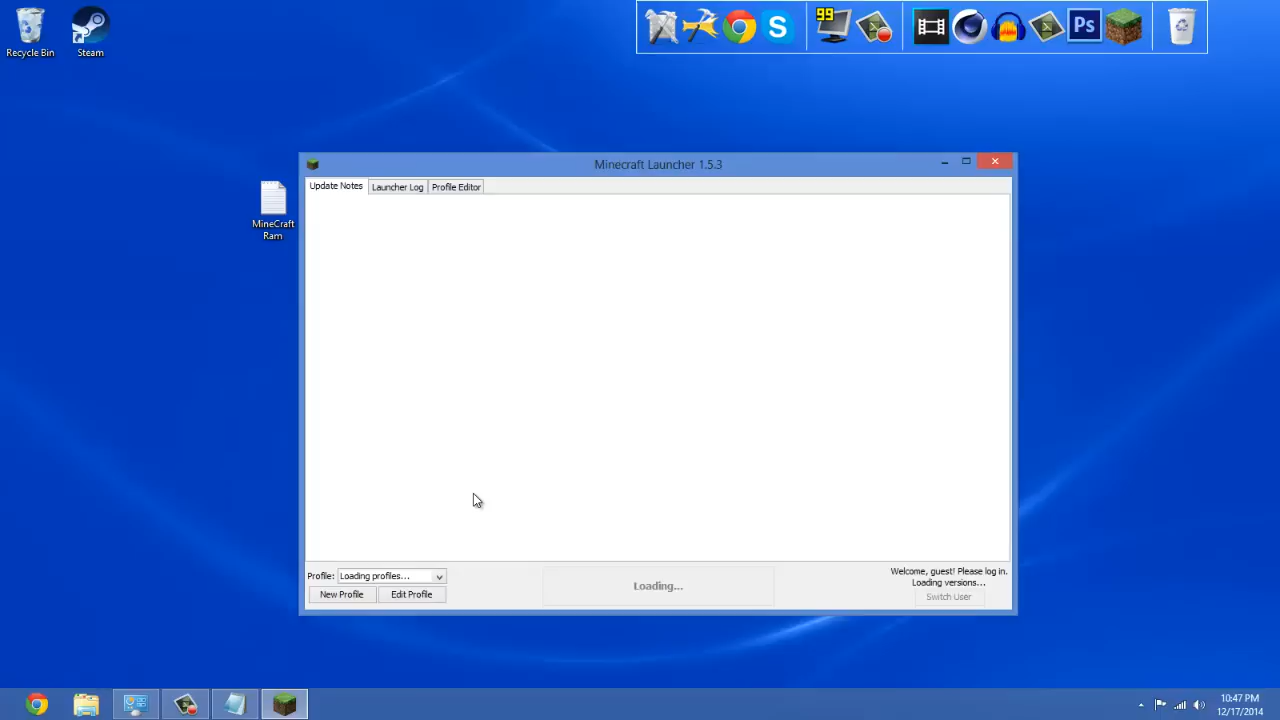 Recycle Bin
Steam
99
S
Ps
Minecraft Launcher 1.5.3
Update Notes
Launcher Log
Profile Editor
MineCraft
Ram
Profile:
Loading profiles...
New Profile
Edit Profile
Loading...
Welcome, guest! Please log in.
Loading versions...
Switch User
10:47 PM
12/17/2014